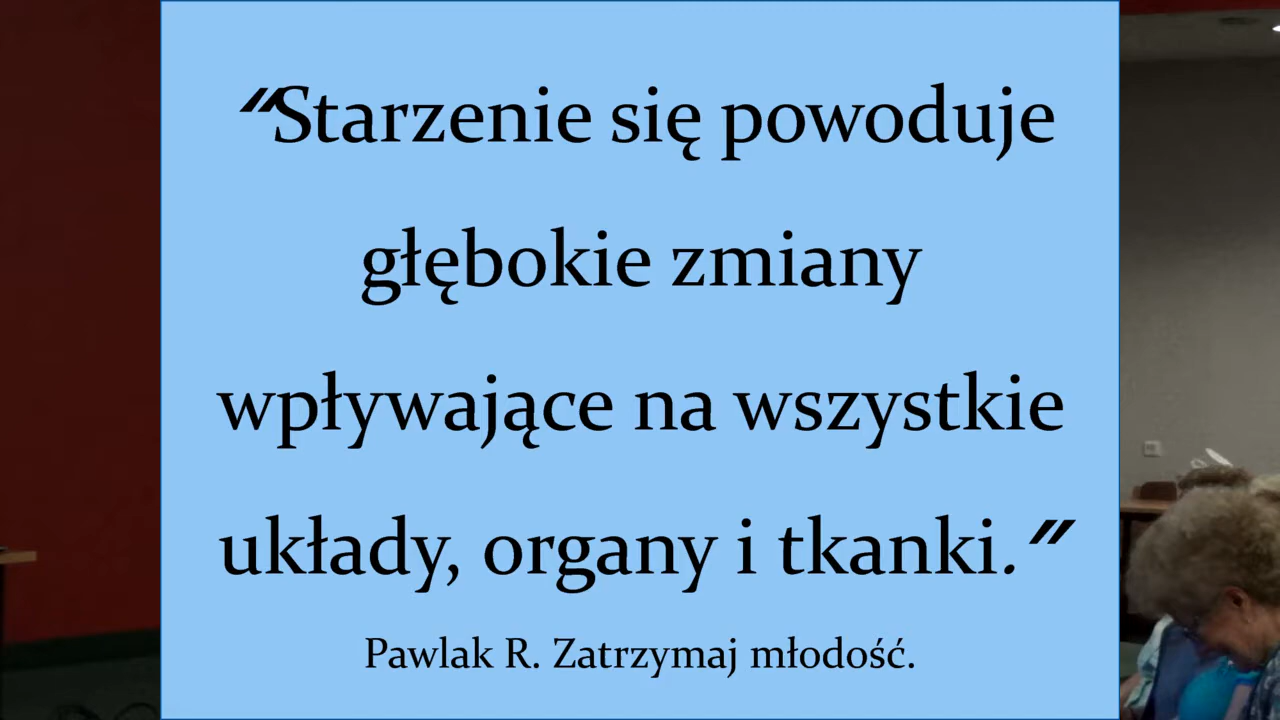 “Starzenie się powoduje
głębokie zmiany
wpływające na wszystkie
układy, organy i tkanki.”
Pawlak R. Zatrzymaj młodość.